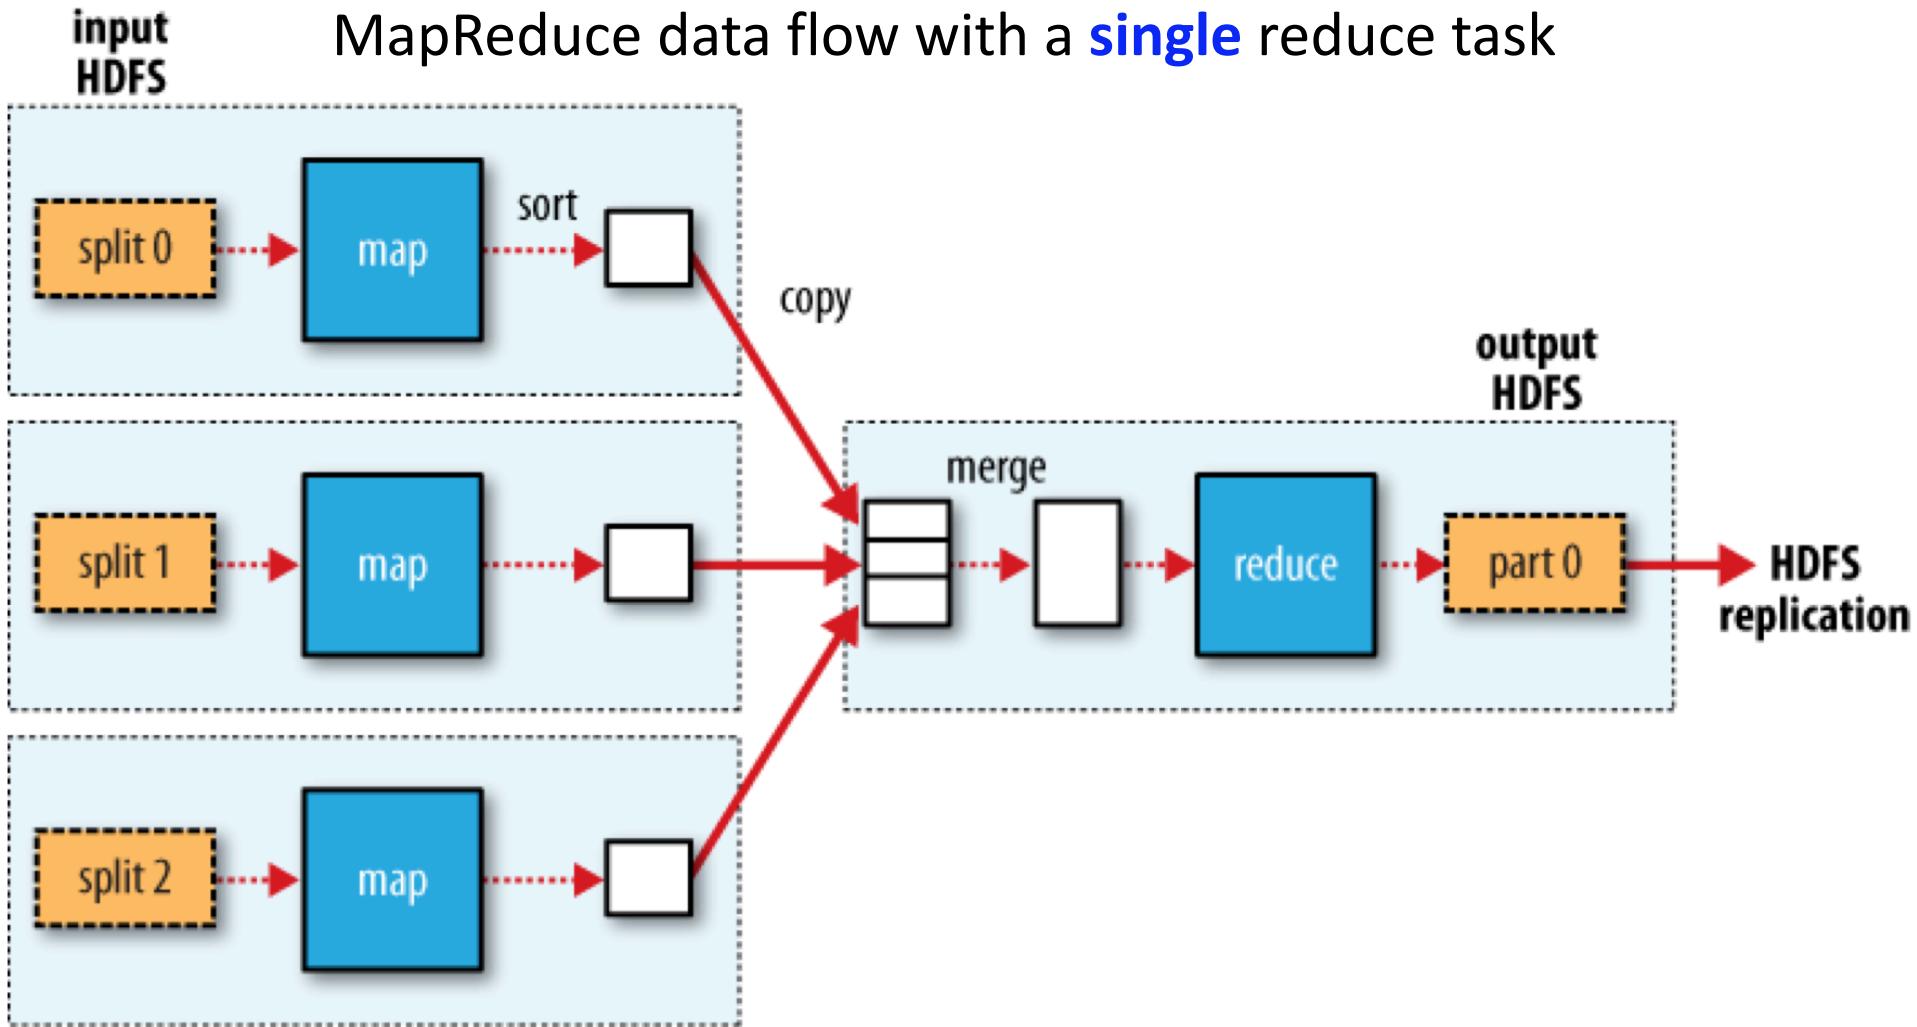 MapReduce data flow with a single reduce task
input
HDFS
split 0
map
sort
copy
split 1
map
split 2
map
merge
reduce
output
HDFS
part 0
HDFS
replication